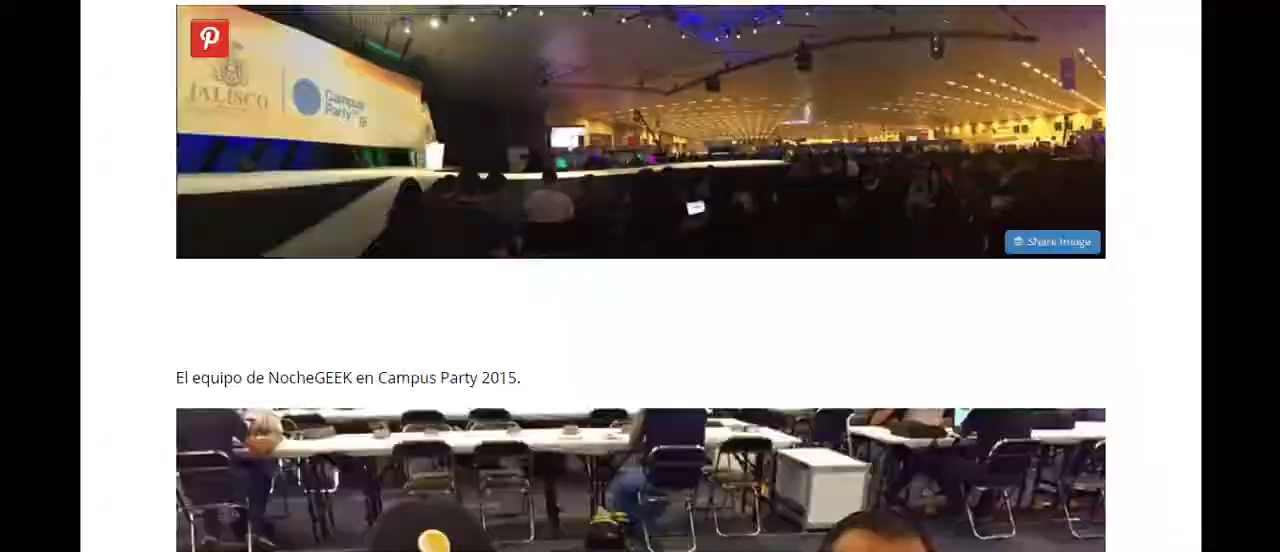 JALISCO
Campus
Party
Share Image
El equipo de NocheGEEK en Campus Party 2015.